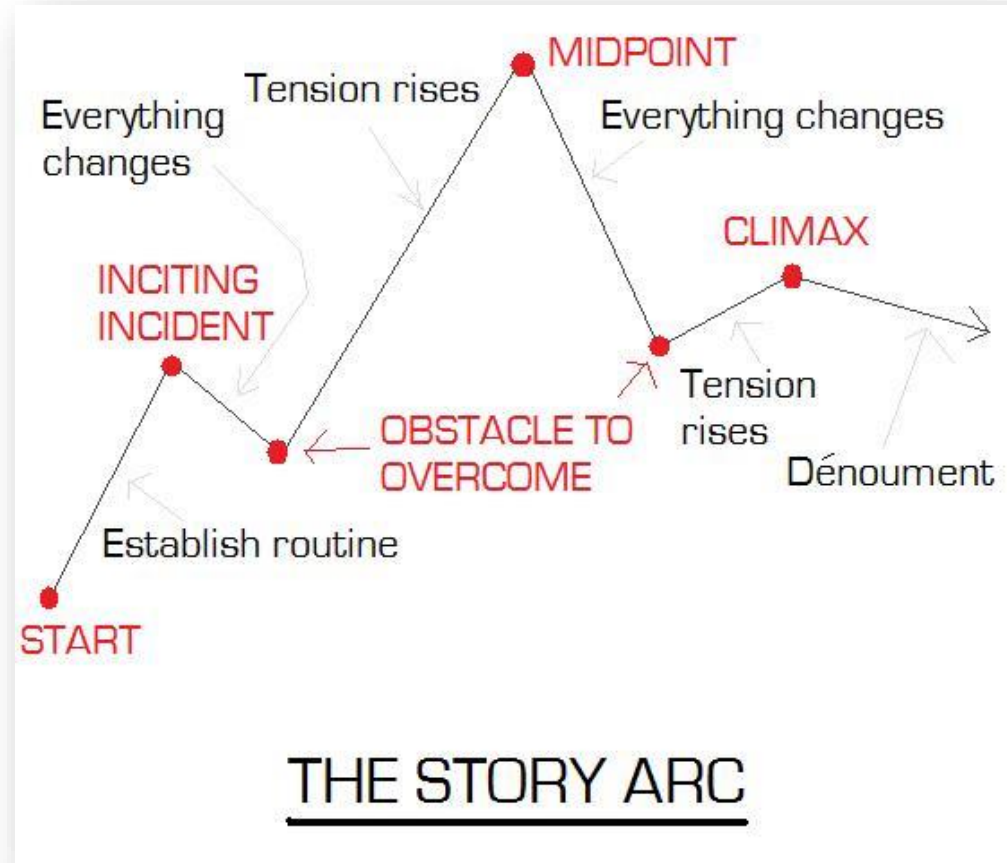 MIDPOINT
Tension rises
Everything
changes
Everything changes
CLIMAX
INCITING
INCIDENT
OBSTACLE TO
OVERCOME
Tension
rises
Dénoument
Establish routine
START
THE STORY ARC